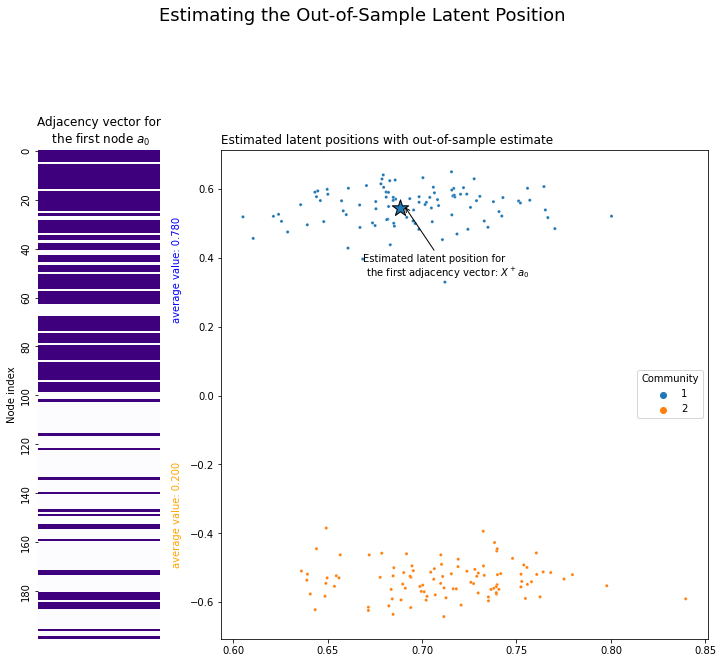 Estimating the Out-of-Sample Latent Position
Adjacency vector for
the first node a₀
Node index
0
20
40
60
80
100
120
140
160
180
average value: 0.780
average value: 0.200
Estimated latent positions with out-of-sample estimate
0.6
0.4
0.2
0.0
−0.2
−0.4
−0.6
Estimated latent position for
the first adjacency vector: X⁺a₀
Community
1
2
0.60 0.65 0.70 0.75 0.80 0.85